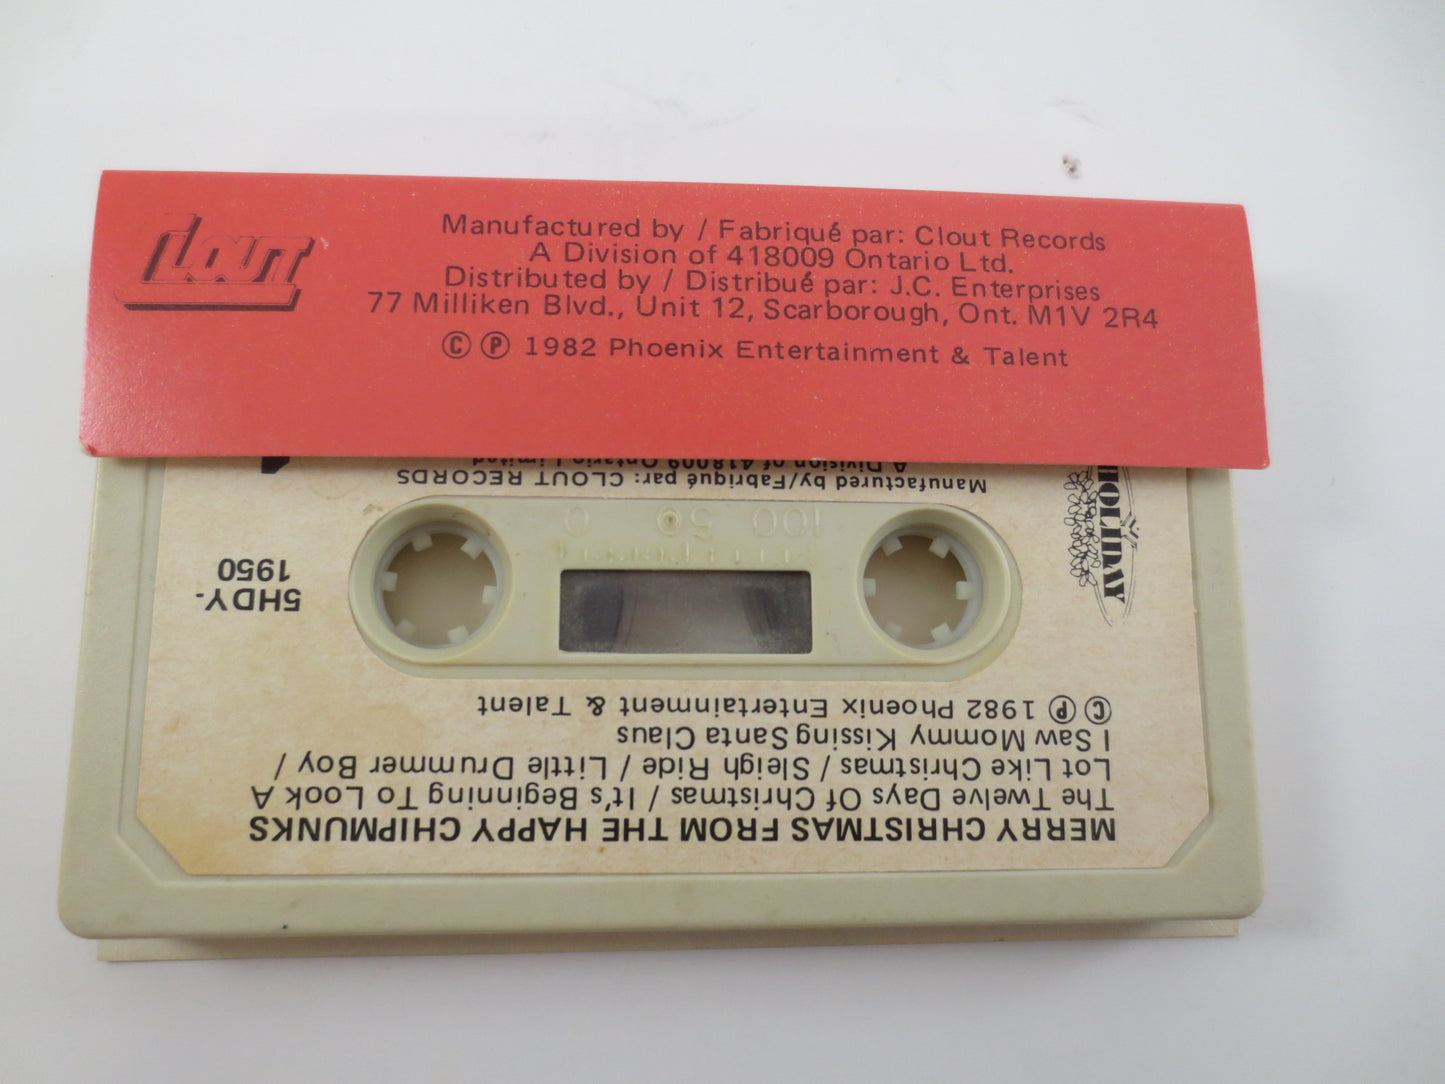 Clout
Manufactured by / Fabriqué par: Clout Records
A Division of 418009 Ontario Ltd.
Distributed by / Distribué par: J.C. Enterprises
77 Milliken Blvd., Unit 12, Scarborough, Ont. M1V 2R4
© ℗ 1982 Phoenix Entertainment & Talent
MERRY CHRISTMAS FROM THE HAPPY CHIPMUNKS
The Twelve Days Of Christmas / It's Beginning To Look A
Lot Like Christmas / Sleigh Ride / Little Drummer Boy /
I Saw Mommy Kissing Santa Claus
© ℗ 1982 Phoenix Entertainment & Talent
HOLIDAY
5HDY-
1950
100 50 0
Manufactured by/Fabriqué par: CLOUT RECORDS
A Division of 418009 Ontario Limited